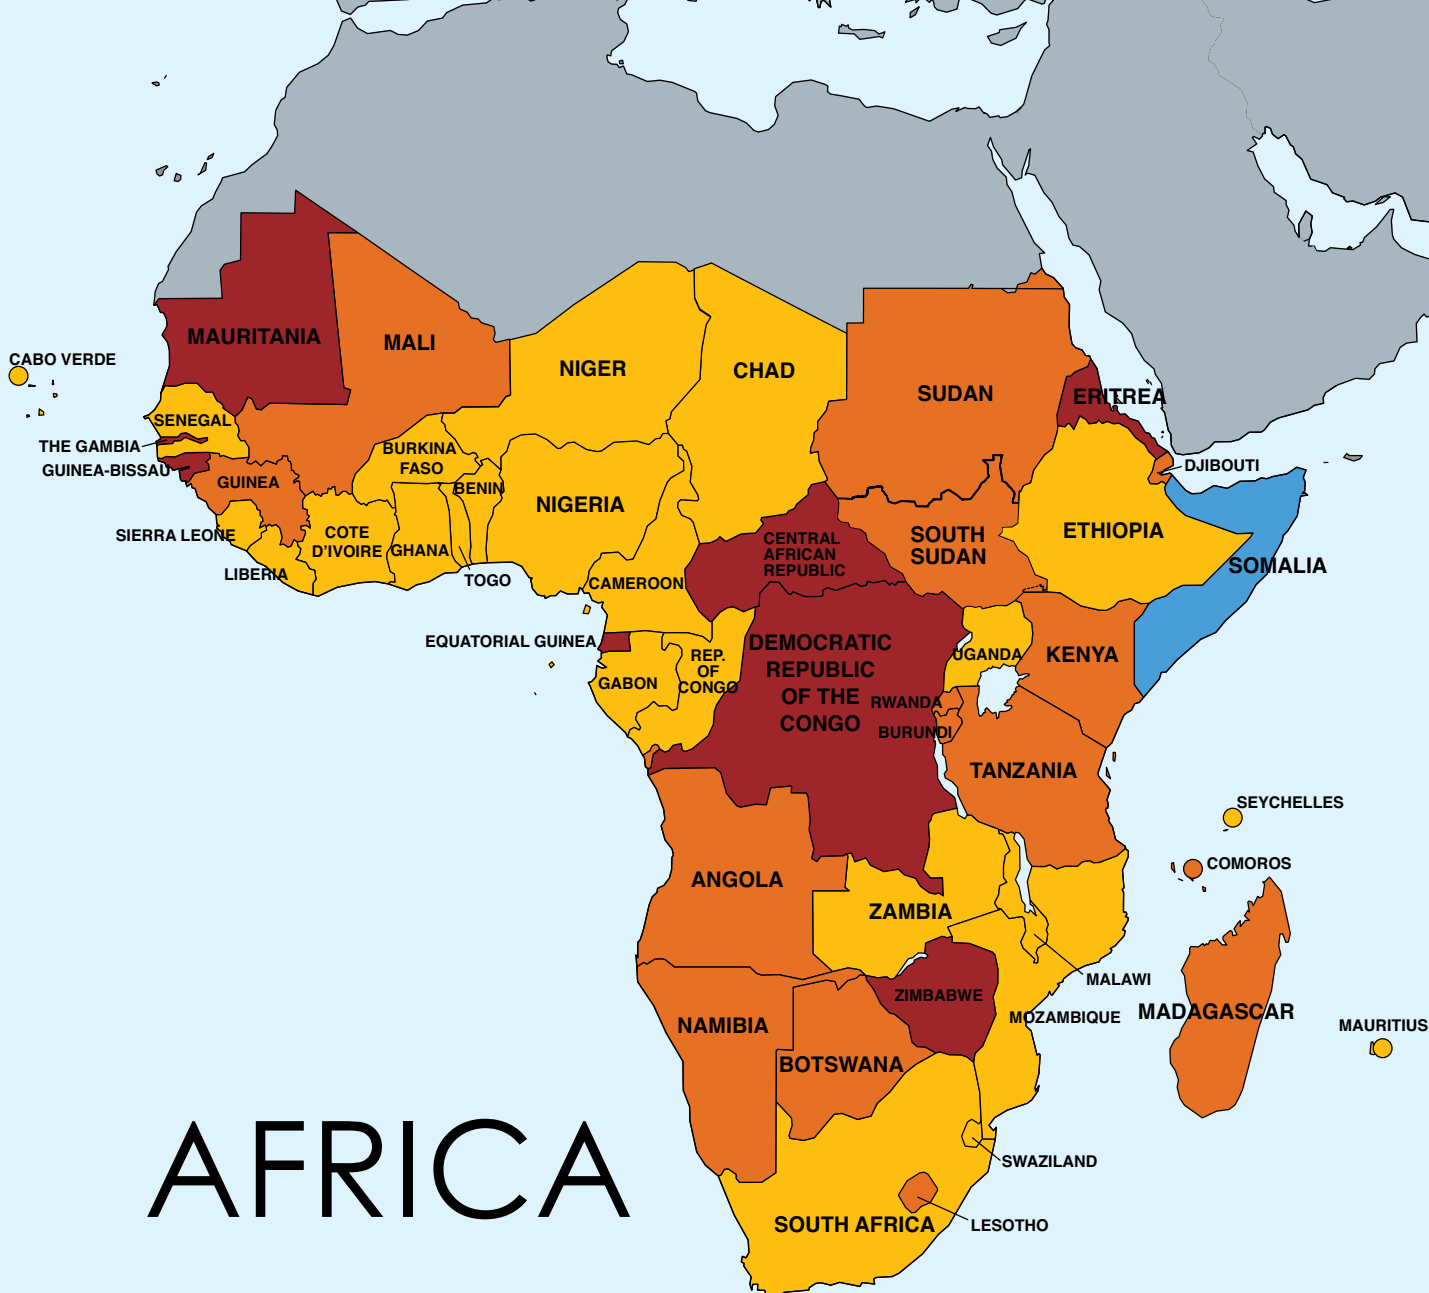 MAURITANIA
MALI
CABO VERDE
NIGER
CHAD
SUDAN
ERITREA
SENEGAL
THE GAMBIA
BURKINA
FASO
GUINEA-BISSAU
DJIBOUTI
GUINEA
BENIN
NIGERIA
SIERRA LEONE
COTE
D'IVOIRE
GHANA
CENTRAL
AFRICAN
REPUBLIC
SOUTH
SUDAN
ETHIOPIA
SOMALIA
LIBERIA
TOGO
CAMEROON
EQUATORIAL GUINEA
DEMOCRATIC
REPUBLIC
OF THE
CONGO
UGANDA
KENYA
GABON
REP.
OF
CONGO
RWANDA
BURUNDI
TANZANIA
SEYCHELLES
COMOROS
ANGOLA
ZAMBIA
MALAWI
ZIMBABWE
MOZAMBIQUE
MADAGASCAR
MAURITIUS
NAMIBIA
BOTSWANA
SWAZILAND
LESOTHO
SOUTH AFRICA
AFRICA